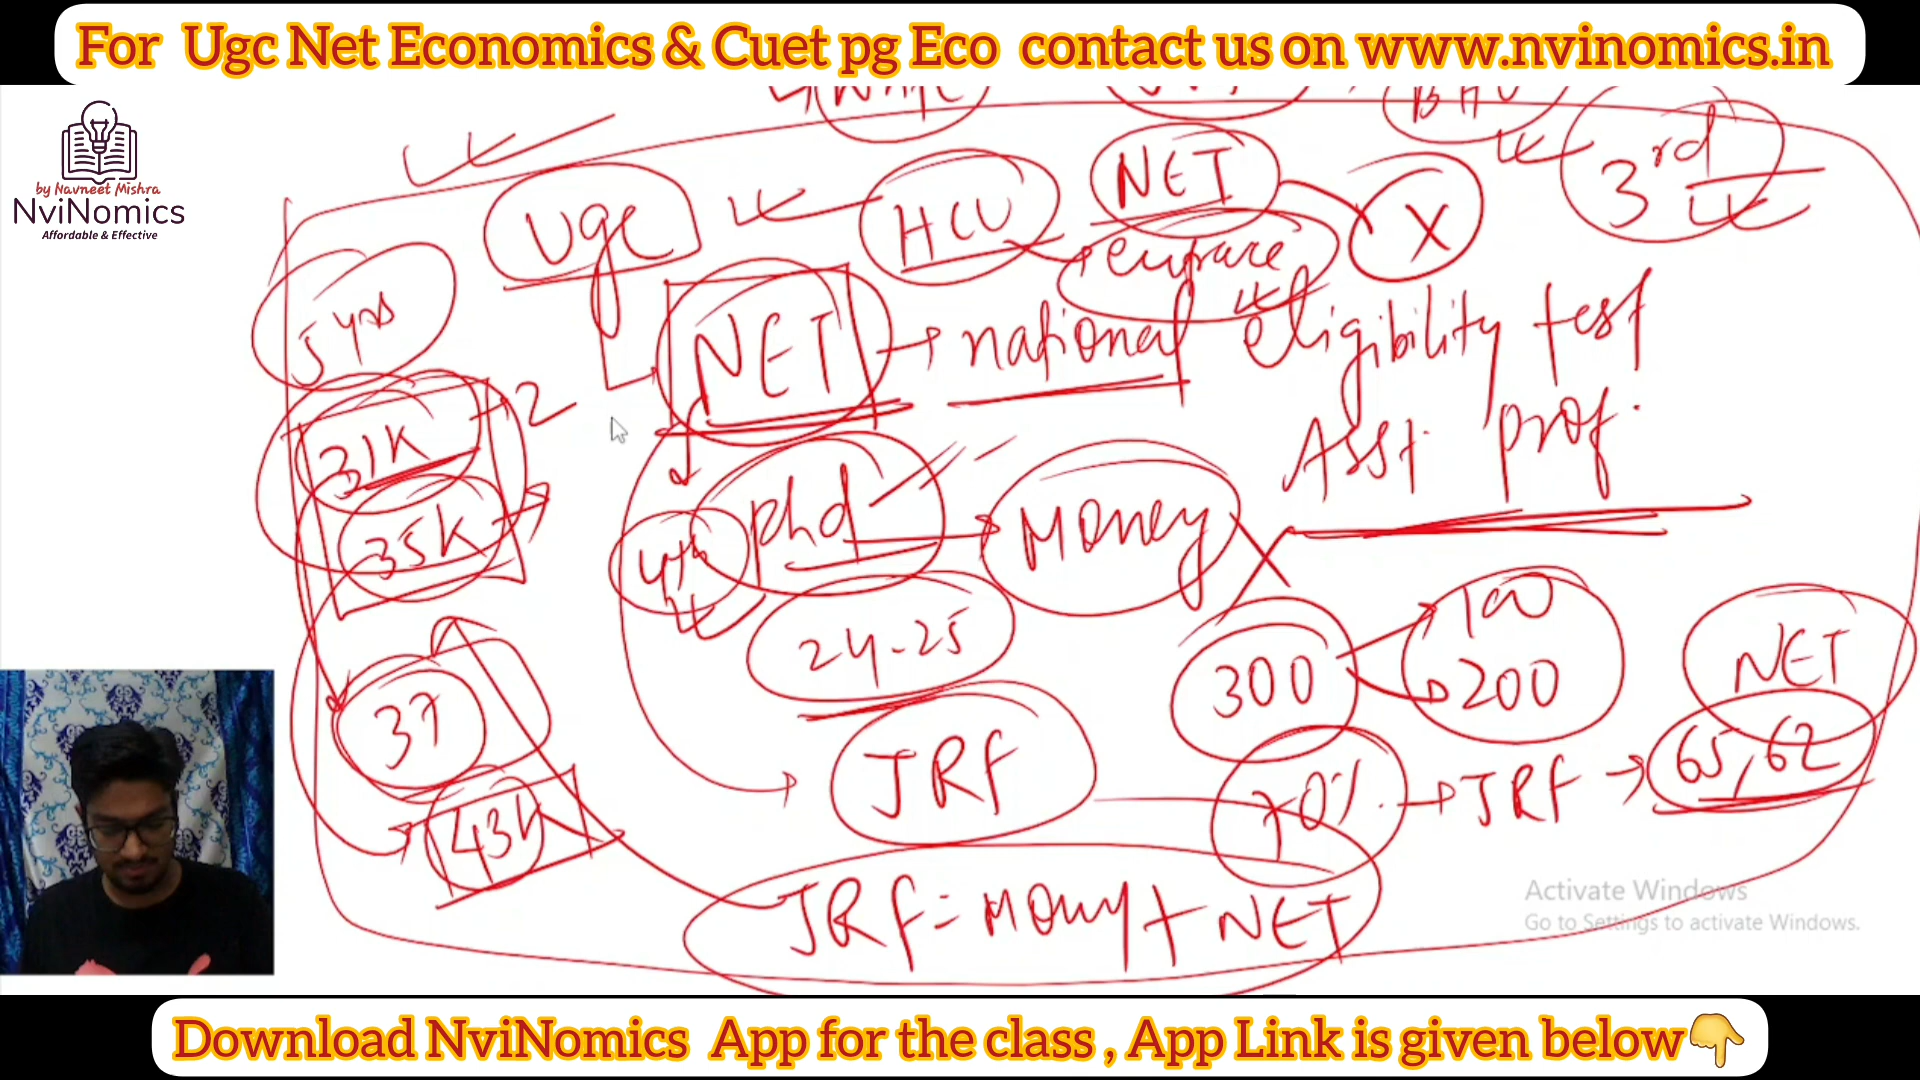 For Ugc Net Economics & Cuet pg Eco contact us on www.nvinomics.in
by Navneet Mishra
NviNomics
Affordable & Effective
BHU
3rd
NET
X
UgC
HCU
5 yrs
NET → national eligibility test
31K → 2
Asst. prof.
35K
phd → Money
24-25
300
100
200
NET
37
JRF
70% → JRF → 65, 62
43K
JRF = Money + NET
Activate Windows
Go to Settings to activate Windows.
Download NviNomics App for the class , App Link is given below👇